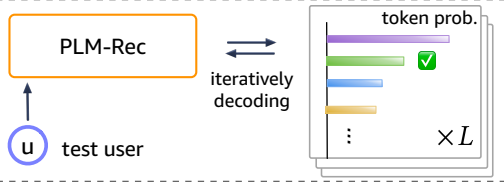 token prob.
PLM-Rec
iteratively
decoding
× L
u
test user